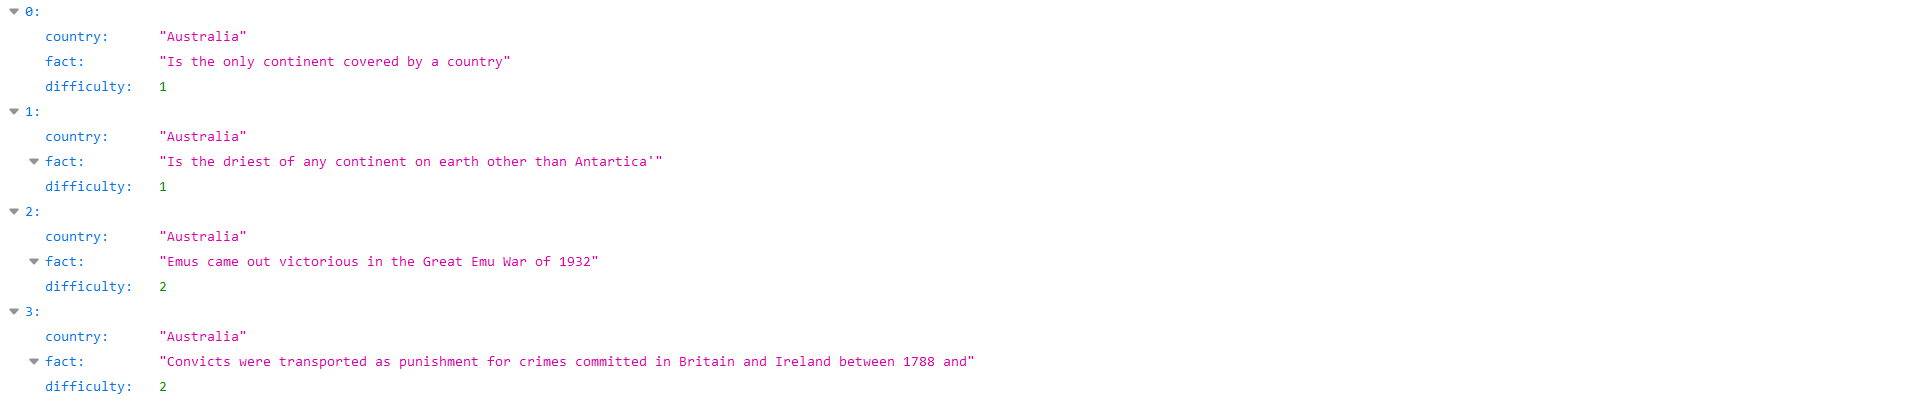 0:
country: "Australia"
fact: "Is the only continent covered by a country"
difficulty: 1
1:
country: "Australia"
fact: "Is the driest of any continent on earth other than Antartica'"
difficulty: 1
2:
country: "Australia"
fact: "Emus came out victorious in the Great Emu War of 1932"
difficulty: 2
3:
country: "Australia"
fact: "Convicts were transported as punishment for crimes committed in Britain and Ireland between 1788 and"
difficulty: 2